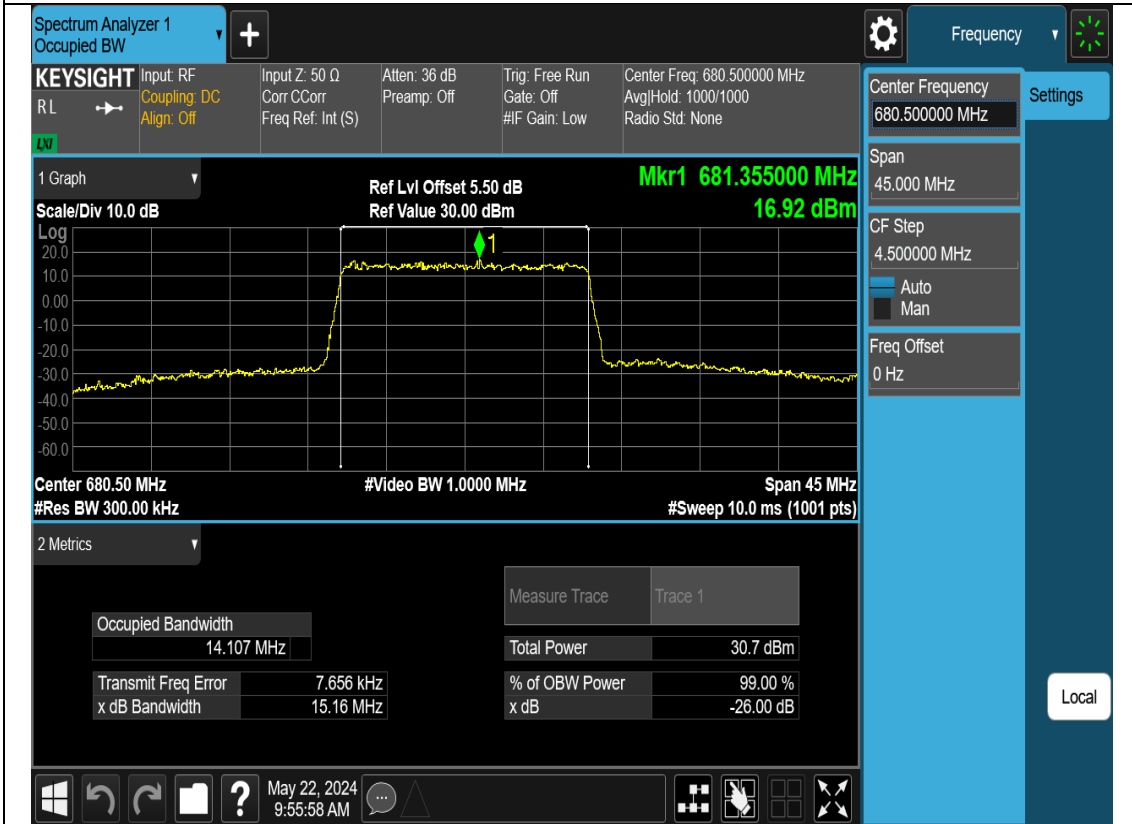 Spectrum Analyzer 1
Occupied BW
+
Frequency
KEYSIGHT
RL
LXI
Input: RF
Coupling: DC
Align: Off
Input Z: 50 Ω
Corr CCorr
Freq Ref: Int (S)
Atten: 36 dB
Preamp: Off
Trig: Free Run
Gate: Off
#IF Gain: Low
Center Freq: 680.500000 MHz
Avg|Hold: 1000/1000
Radio Std: None
Center Frequency
680.500000 MHz
Settings
Span
45.000 MHz
CF Step
4.500000 MHz
Auto
Man
Freq Offset
0 Hz
Local
1 Graph
Scale/Div 10.0 dB
Ref Lvl Offset 5.50 dB
Ref Value 30.00 dBm
Mkr1 681.355000 MHz
16.92 dBm
Log
1
20.0
10.0
0.00
-10.0
-20.0
-30.0
-40.0
-50.0
-60.0
Center 680.50 MHz
#Video BW 1.0000 MHz
Span 45 MHz
#Res BW 300.00 kHz
#Sweep 10.0 ms (1001 pts)
2 Metrics
Measure Trace Trace 1
Occupied Bandwidth
14.107 MHz
Total Power 30.7 dBm
Transmit Freq Error 7.656 kHz
% of OBW Power 99.00 %
x dB Bandwidth 15.16 MHz
x dB -26.00 dB
?
May 22, 2024
9:55:58 AM